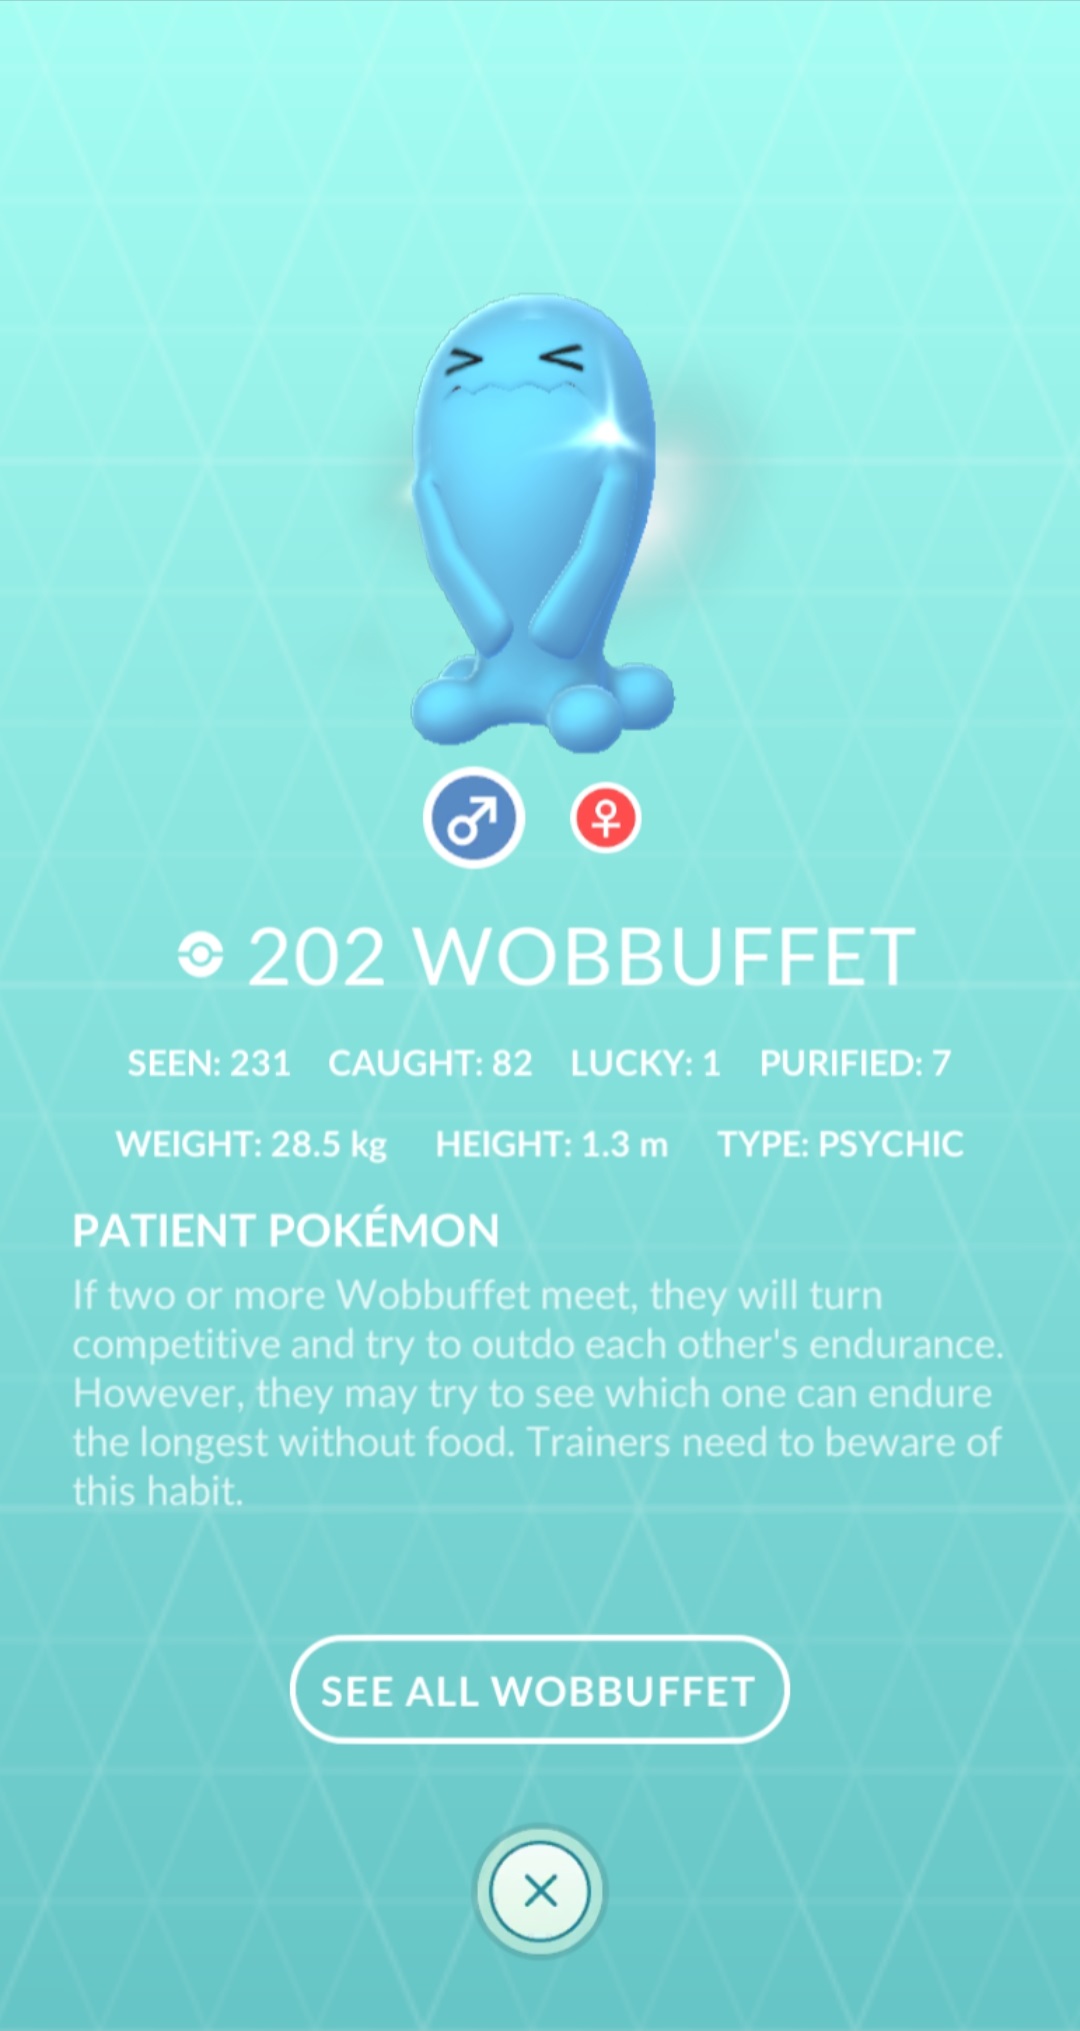 202 WOBBUFFET
SEEN: 231 CAUGHT: 82 LUCKY: 1 PURIFIED: 7
WEIGHT: 28.5 kg HEIGHT: 1.3 m TYPE: PSYCHIC
PATIENT POKÉMON
If two or more Wobbuffet meet, they will turn
competitive and try to outdo each other's endurance.
However, they may try to see which one can endure
the longest without food. Trainers need to beware of
this habit.
SEE ALL WOBBUFFET